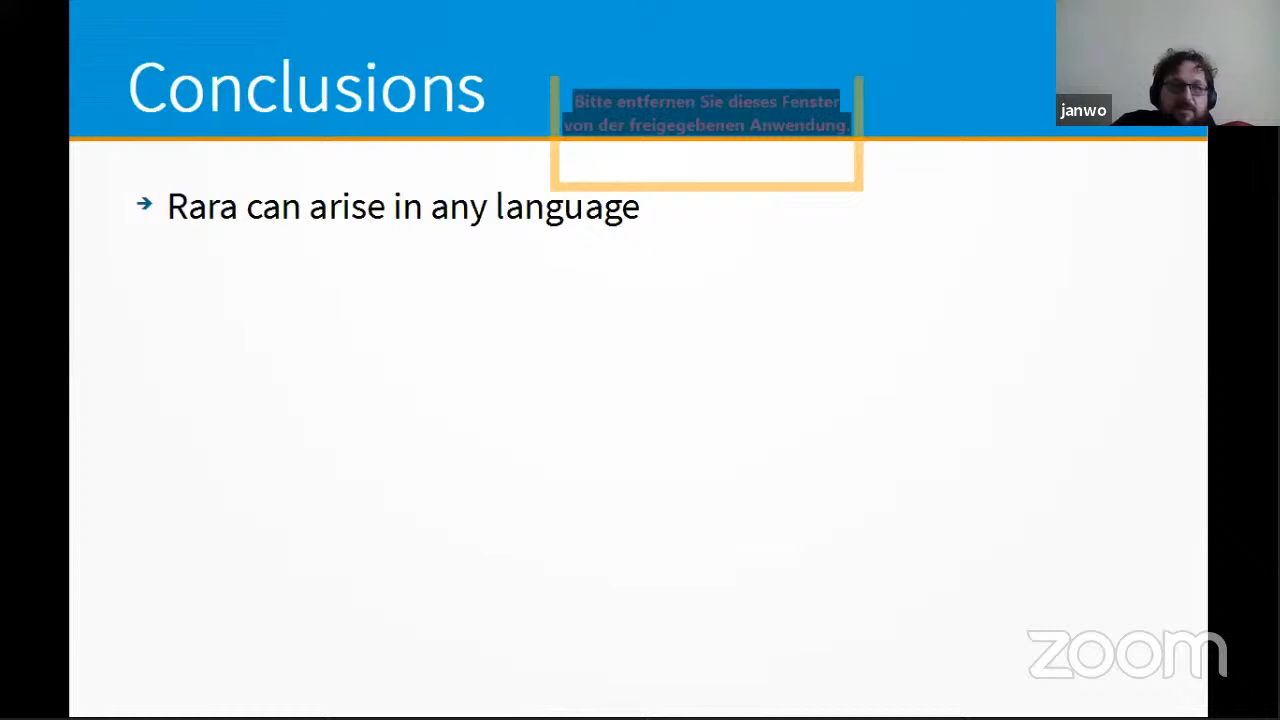 Conclusions
Bitte entfernen Sie dieses Fenster
von der freigegebenen Anwendung.
janwo
➔ Rara can arise in any language
zoom